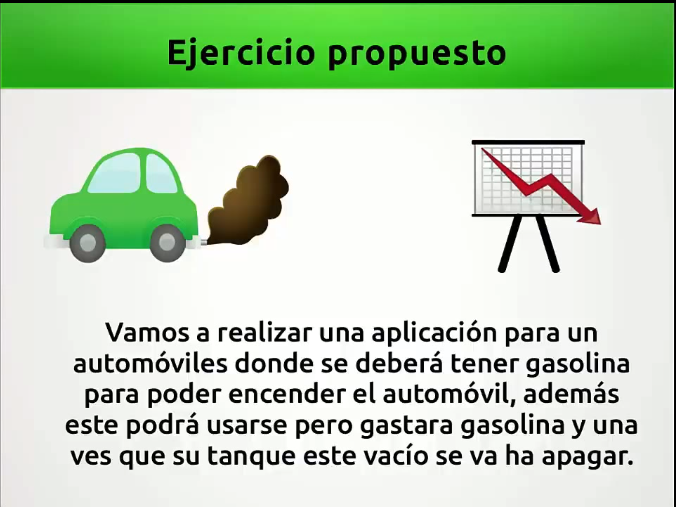 Ejercicio propuesto
Vamos a realizar una aplicación para un
automóviles donde se deberá tener gasolina
para poder encender el automóvil, además
este podrá usarse pero gastara gasolina y una
ves que su tanque este vacío se va ha apagar.